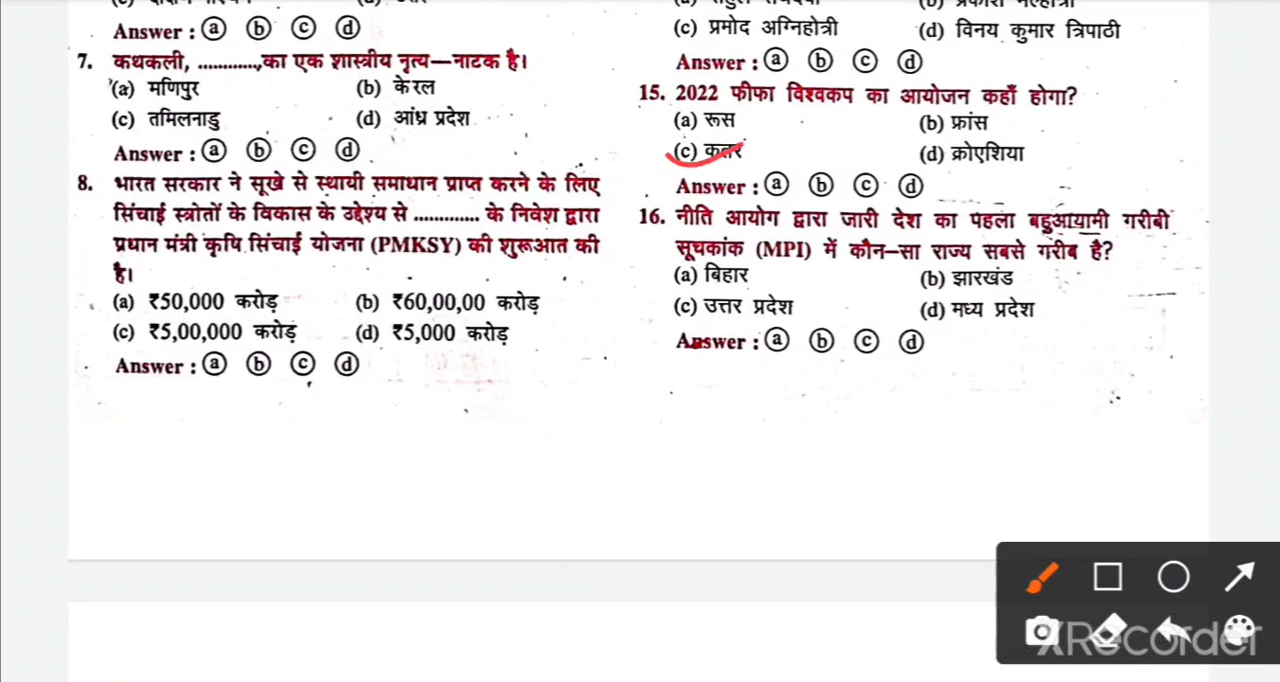 Answer : ⓐ ⓑ ⓒ ⓓ
7. कथकली, ............,का एक शास्त्रीय नृत्य–नाटक है।
(a) मणिपुर (b) केरल
(c) तमिलनाडु (d) आंध्र प्रदेश
Answer : ⓐ ⓑ ⓒ ⓓ
8. भारत सरकार ने सूखे से स्थायी समाधान प्राप्त करने के लिए
सिंचाई स्त्रोतों के विकास के उद्देश्य से ............. के निवेश द्वारा
प्रधान मंत्री कृषि सिंचाई योजना (PMKSY) की शुरूआत की
है।
(a) ₹50,000 करोड़ (b) ₹60,00,00 करोड़
(c) ₹5,00,000 करोड़ (d) ₹5,000 करोड़
Answer : ⓐ ⓑ ⓒ ⓓ
(c) प्रमोद अग्निहोत्री (d) विनय कुमार त्रिपाठी
Answer : ⓐ ⓑ ⓒ ⓓ
15. 2022 फीफा विश्वकप का आयोजन कहाँ होगा?
(a) रूस (b) फ्रांस
(c) कतर (d) क्रोएशिया
Answer : ⓐ ⓑ ⓒ ⓓ
16. नीति आयोग द्वारा जारी देश का पहला बहुआयामी गरीबी
सूचकांक (MPI) में कौन–सा राज्य सबसे गरीब है?
(a) बिहार (b) झारखंड
(c) उत्तर प्रदेश (d) मध्य प्रदेश
Answer : ⓐ ⓑ ⓒ ⓓ
XRecorder